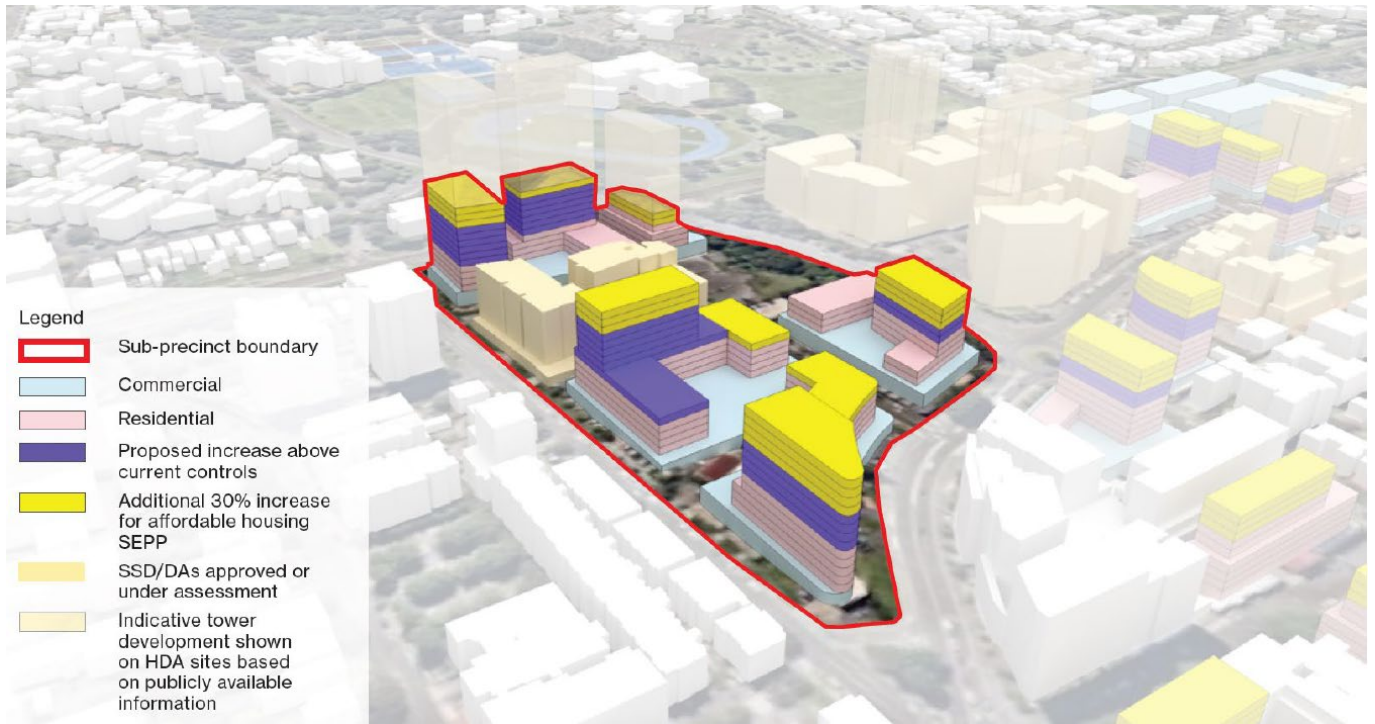 Legend
Sub-precinct boundary
Commercial
Residential
Proposed increase above
current controls
Additional 30% increase
for affordable housing
SEPP
SSD/DAs approved or
under assessment
Indicative tower
development shown
on HDA sites based
on publicly available
information